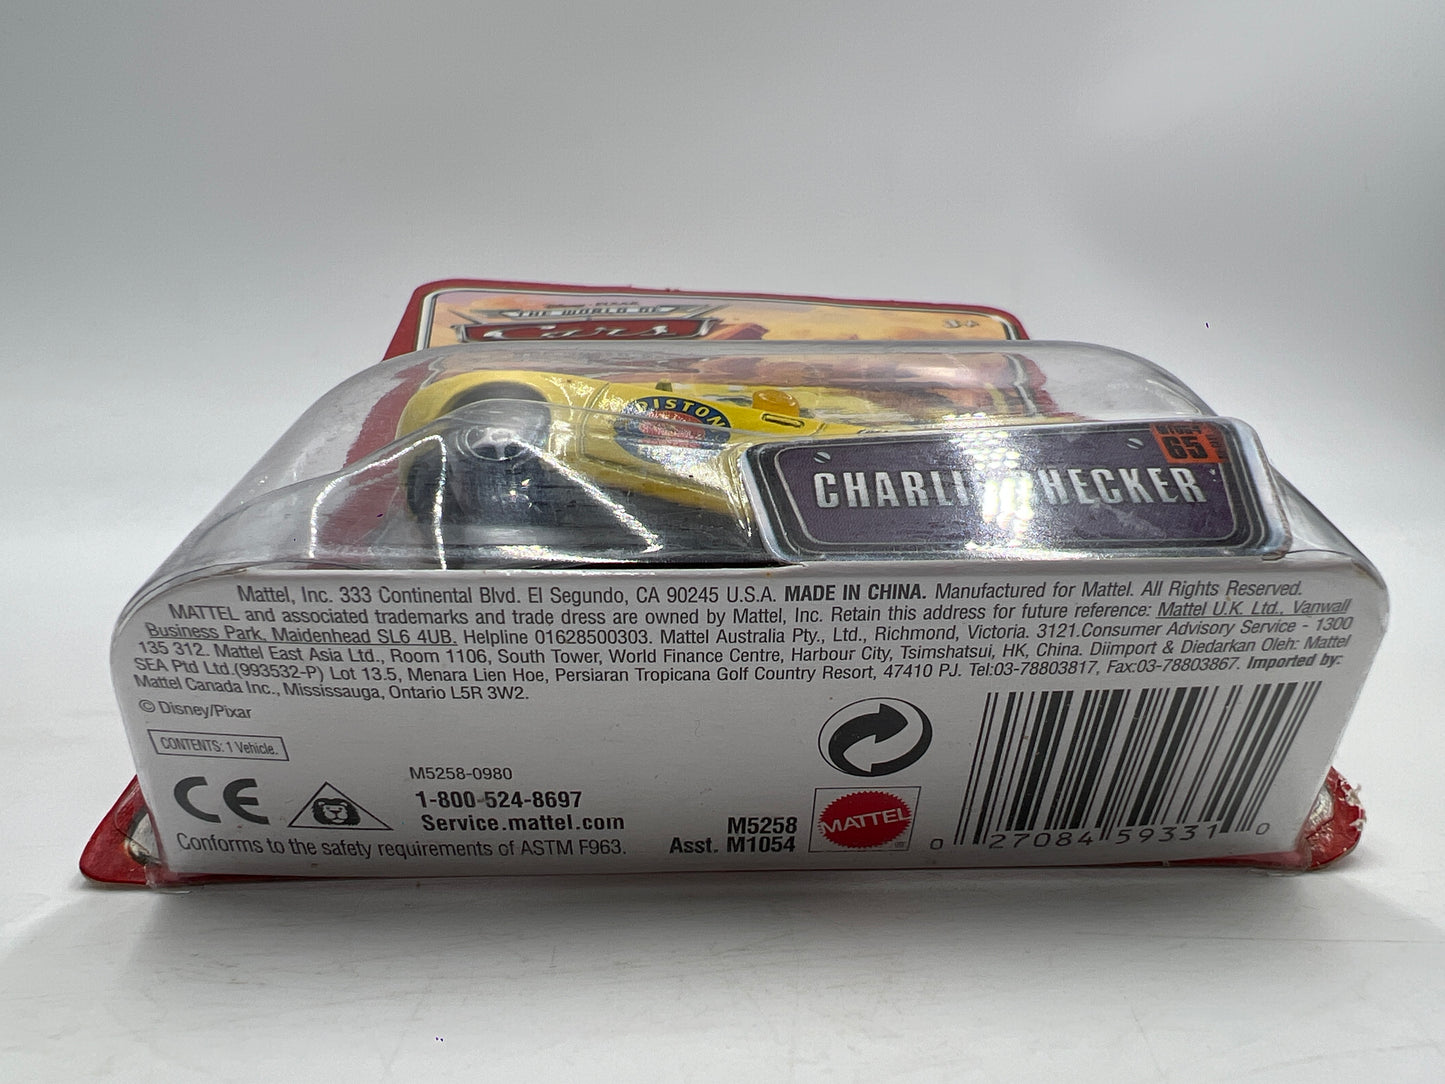 THE WORLD OF
Cars
3+
PISTON
65
CHARLIE CHECKER
Mattel, Inc. 333 Continental Blvd. El Segundo, CA 90245 U.S.A. MADE IN CHINA. Manufactured for Mattel. All Rights Reserved.
MATTEL and associated trademarks and trade dress are owned by Mattel, Inc. Retain this address for future reference: Mattel U.K. Ltd., Vanwall
Business Park, Maidenhead SL6 4UB. Helpline 01628500303. Mattel Australia Pty., Ltd., Richmond, Victoria. 3121.Consumer Advisory Service - 1300
135 312. Mattel East Asia Ltd., Room 1106, South Tower, World Finance Centre, Harbour City, Tsimshatsui, HK, China. Diimport & Diedarkan Oleh: Mattel
SEA Ptd Ltd.(993532-P) Lot 13.5, Menara Lien Hoe, Persiaran Tropicana Golf Country Resort, 47410 PJ. Tel:03-78803817, Fax:03-78803867. Imported by:
Mattel Canada Inc., Mississauga, Ontario L5R 3W2.
© Disney/Pixar
CONTENTS: 1 Vehicle.
CE
M5258-0980
1-800-524-8697
Service.mattel.com
Conforms to the safety requirements of ASTM F963.
M5258
Asst. M1054
MATTEL
0 27084 59331 0